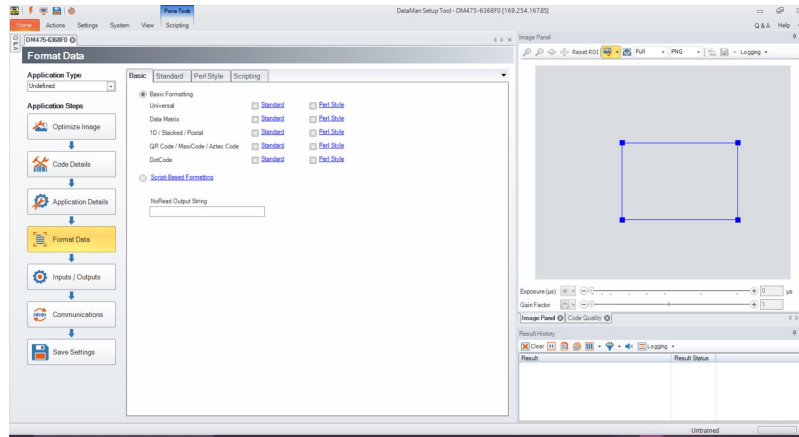 Parse Tools
DataMan Setup Tool - DM475-6368F0 [169.254.167.85]
Home Actions Settings System View Scripting
Q & A Help
DM475-6368F0
Format Data
Application Type
Undefined
Application Steps
Optimize Image
Code Details
Application Details
Format Data
Inputs / Outputs
Communications
Save Settings
Basic Standard Perl Style Scripting
Basic Formatting
Universal Standard Perl Style
Data Matrix Standard Perl Style
1D / Stacked / Postal Standard Perl Style
QR Code / MaxiCode / Aztec Code Standard Perl Style
DotCode Standard Perl Style
Script-Based Formatting
NoRead Output String
Image Panel
Reset ROI Full PNG Logging
Exposure (µs) 0 µs
Gain Factor 1
Image Panel Code Quality
Result History
Clear Logging
Result Result Status
Untrained